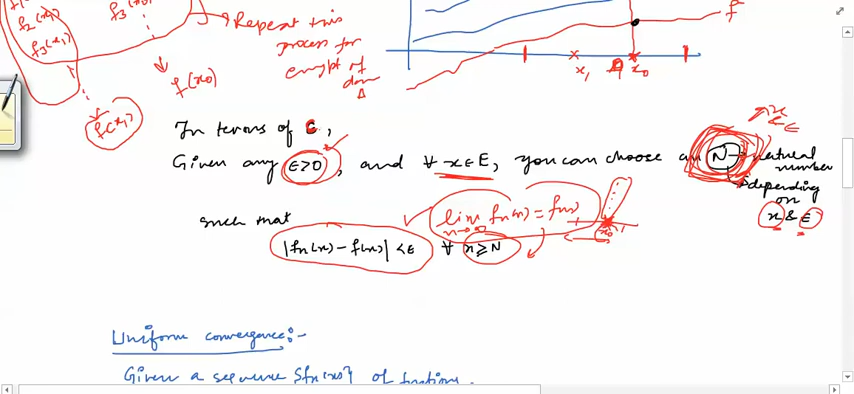 f₂(x₁)
f₃(x₁)
f₃(x₀)
Repeat this
process for
every pt of
f(x₀)
f(x₁)
f
x₁
x₀
In terms of ε,
Given any ε>0, and ∀ x∈E, you can choose an N→natural
number
depending
on
x & ε
such that
lim fn(x) = f(x)
n→∞
x₀
|fn(x)-f(x)| <ε ∀ n≥N
Uniform convergence:-
Given a sequence {fn(x)} of functions,